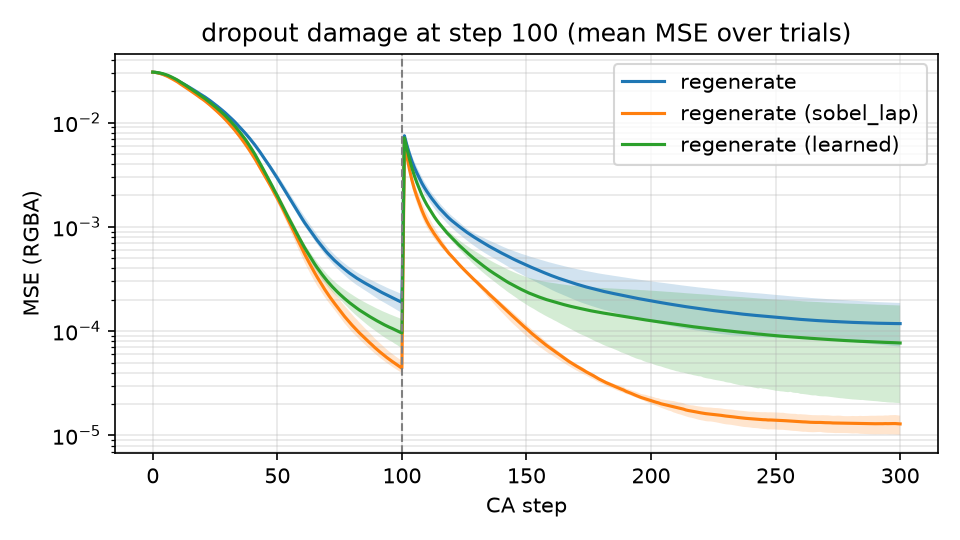 dropout damage at step 100 (mean MSE over trials)
regenerate
regenerate (sobel_lap)
regenerate (learned)
MSE (RGBA)
10⁻²
10⁻³
10⁻⁴
10⁻⁵
0 50 100 150 200 250 300
CA step